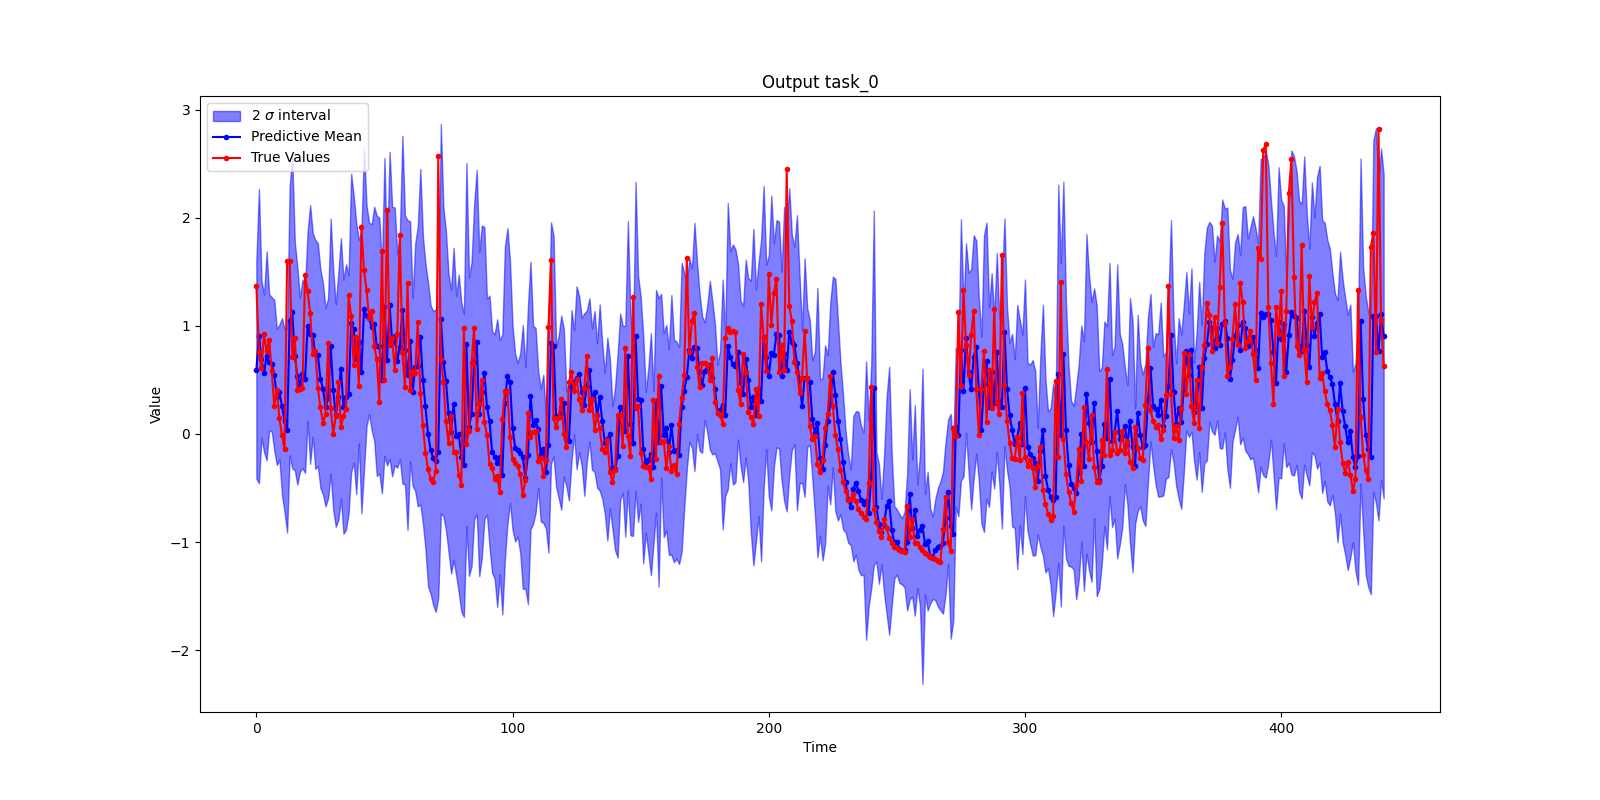 Output task_0
2 σ interval
Predictive Mean
True Values
Value
3
2
1
0
−1
−2
0 100 200 300 400
Time